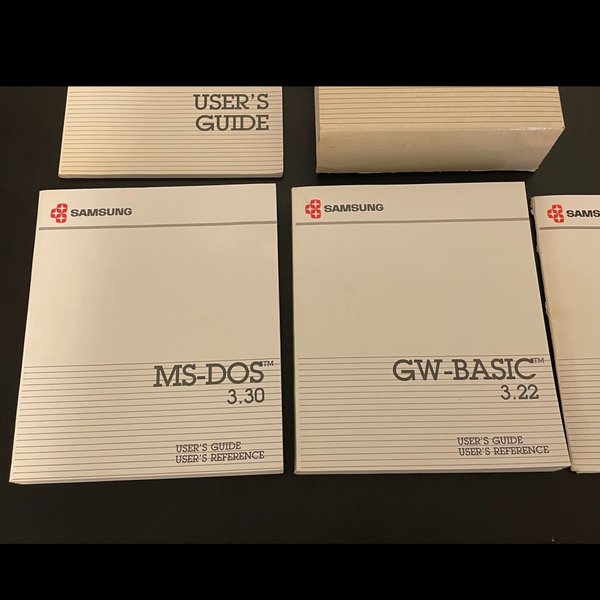 USER'S
GUIDE
SAMSUNG
MS-DOS™
3.30
USER'S GUIDE
USER'S REFERENCE
SAMSUNG
GW-BASIC™
3.22
USER'S GUIDE
USER'S REFERENCE
SAMS